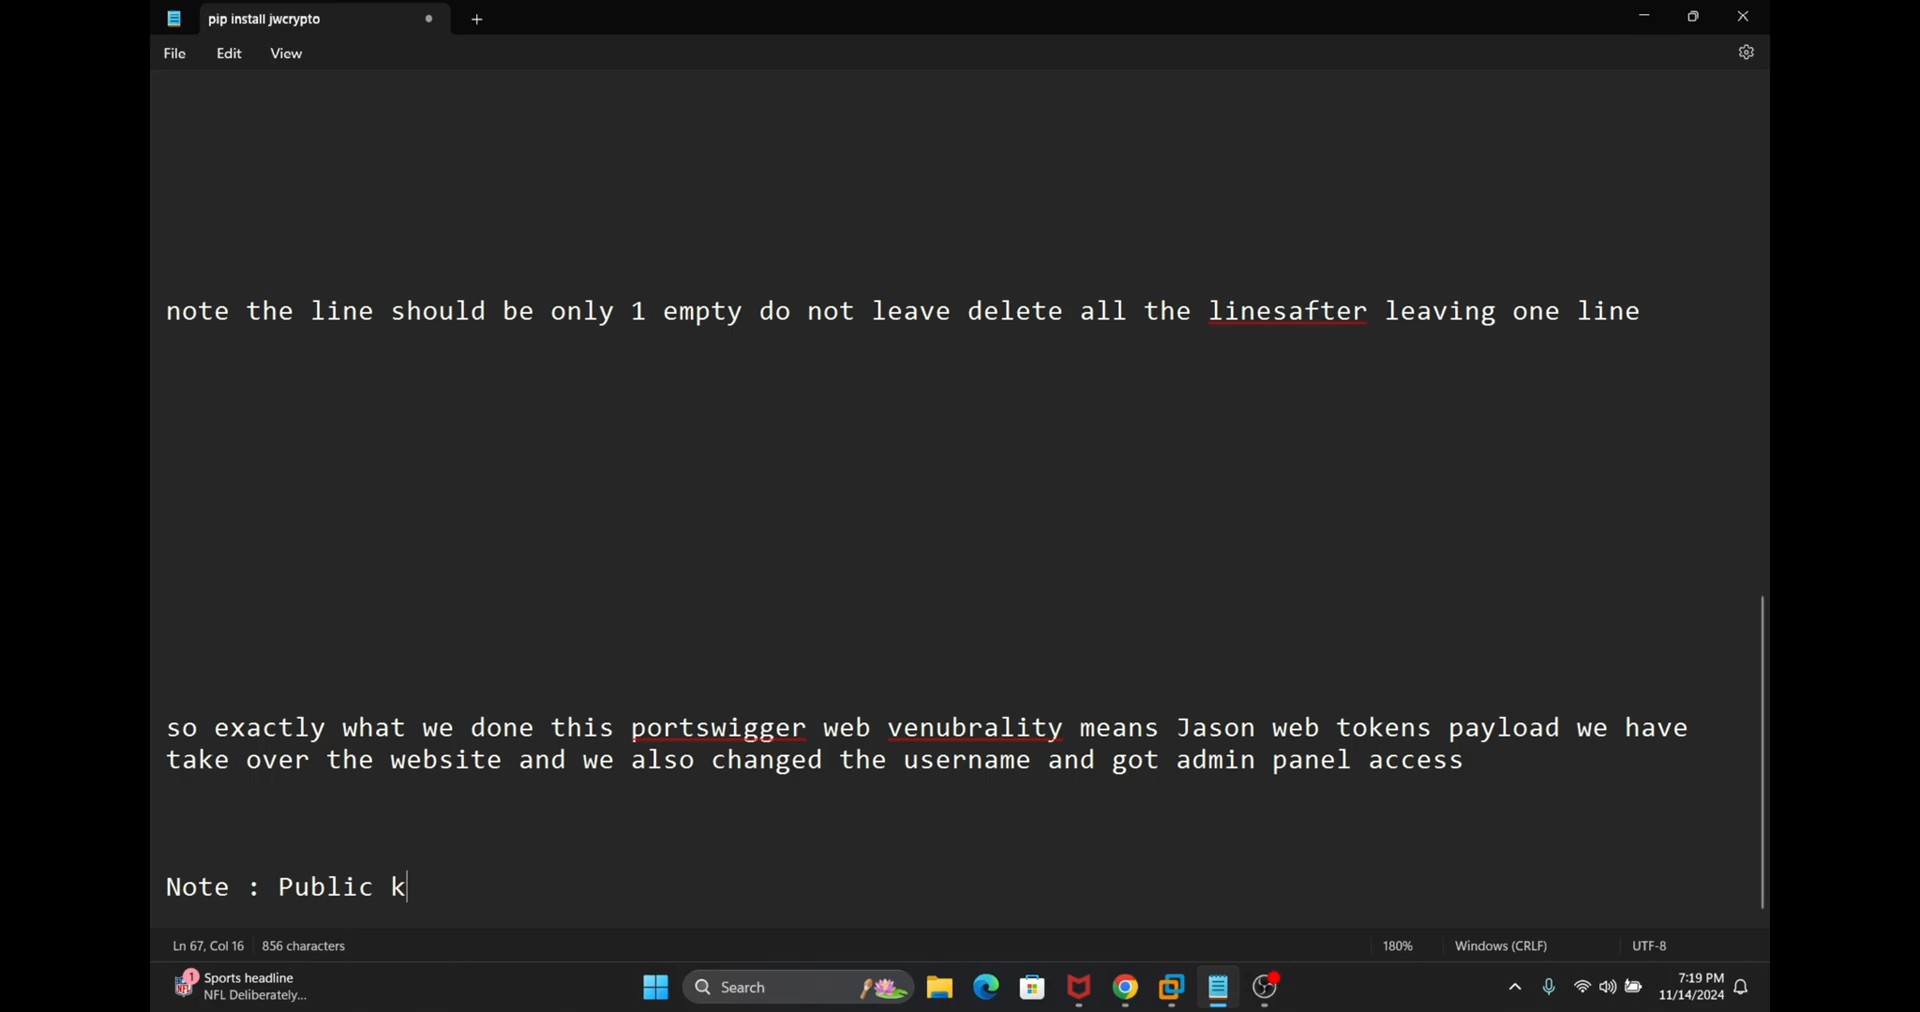 pip install jwcrypto
File Edit View
note the line should be only 1 empty do not leave delete all the linesafter leaving one line
so exactly what we done this portswigger web venubrality means Jason web tokens payload we have
take over the website and we also changed the username and got admin panel access
Note : Public k
Ln 67, Col 16 856 characters 180% Windows (CRLF) UTF-8
1 Sports headline
NFL Deliberately...
Search
7:19 PM
11/14/2024